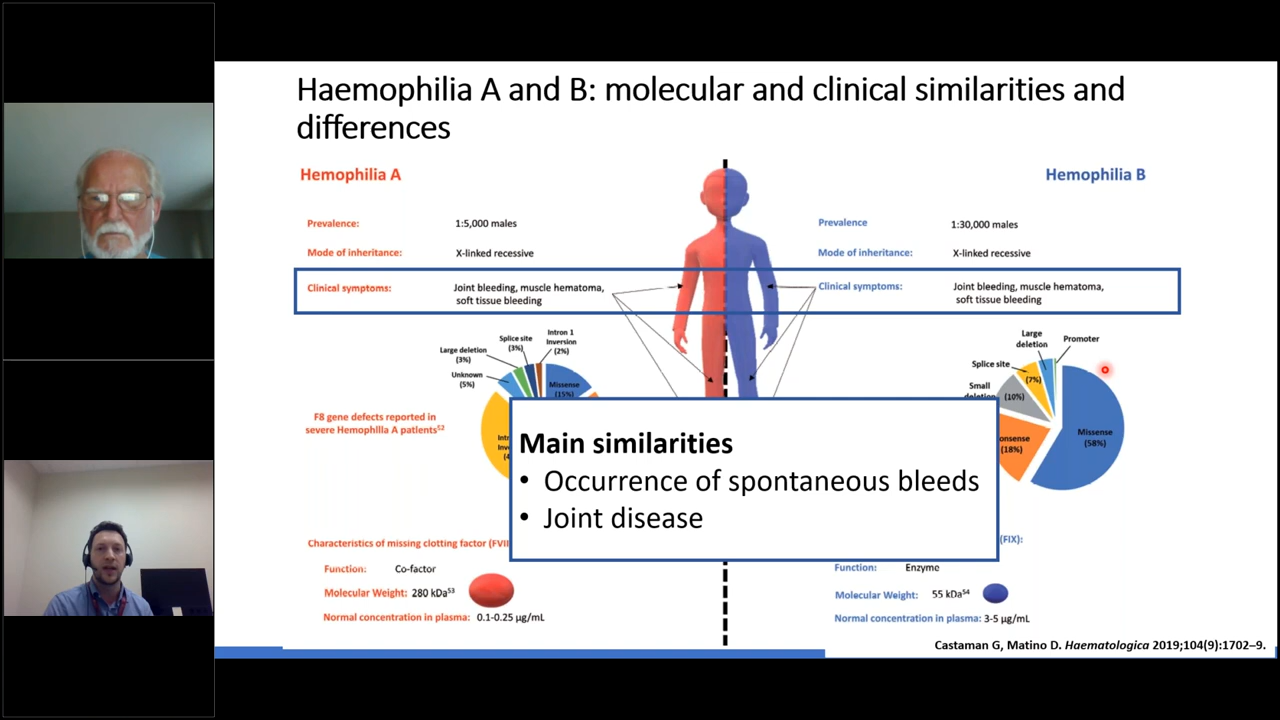 Haemophilia A and B: molecular and clinical similarities and
differences
Hemophilia A
Hemophilia B
Prevalence:
1:5,000 males
Prevalence
1:30,000 males
Mode of inheritance:
X-linked recessive
Mode of inheritance:
X-linked recessive
Clinical symptoms:
Joint bleeding, muscle hematoma,
soft tissue bleeding
Clinical symptoms:
Joint bleeding, muscle hematoma,
soft tissue bleeding
Large deletion
(3%)
Splice site
(3%)
Intron 1
Inversion
(2%)
Unknown
(5%)
Missense
(15%)
Large
deletion
Promoter
Splice site
(7%)
Small
deletion
(10%)
Missense
(58%)
(18%)
F8 gene defects reported in
severe Hemophilia A patients52
Main similarities
• Occurrence of spontaneous bleeds
• Joint disease
Characteristics of missing clotting factor (FVII
(FIX):
Function: Co-factor
Molecular Weight: 280 kDa53
Normal concentration in plasma: 0.1-0.25 µg/mL
Function: Enzyme
Molecular Weight: 55 kDa54
Normal concentration in plasma: 3-5 µg/mL
Castaman G, Matino D. Haematologica 2019;104(9):1702–9.